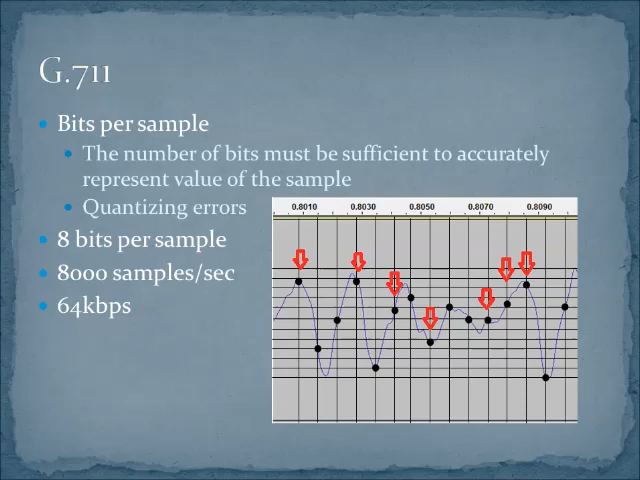 G.711
Bits per sample
The number of bits must be sufficient to accurately
represent value of the sample
Quantizing errors
0.8010 0.8030 0.8050 0.8070 0.8090
8 bits per sample
8000 samples/sec
64kbps